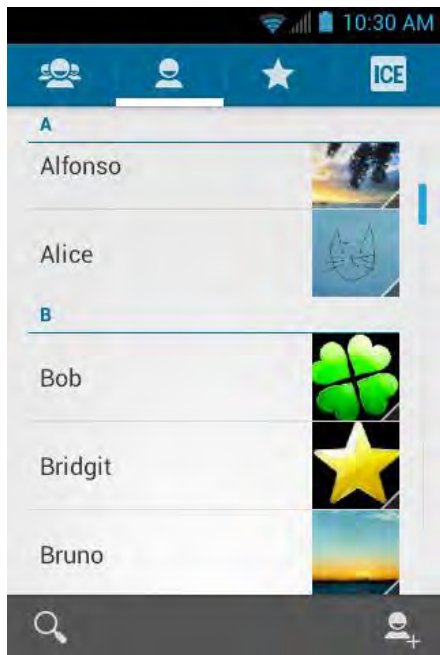 10:30 AM
ICE
A
Alfonso
Alice
B
Bob
Bridgit
Bruno